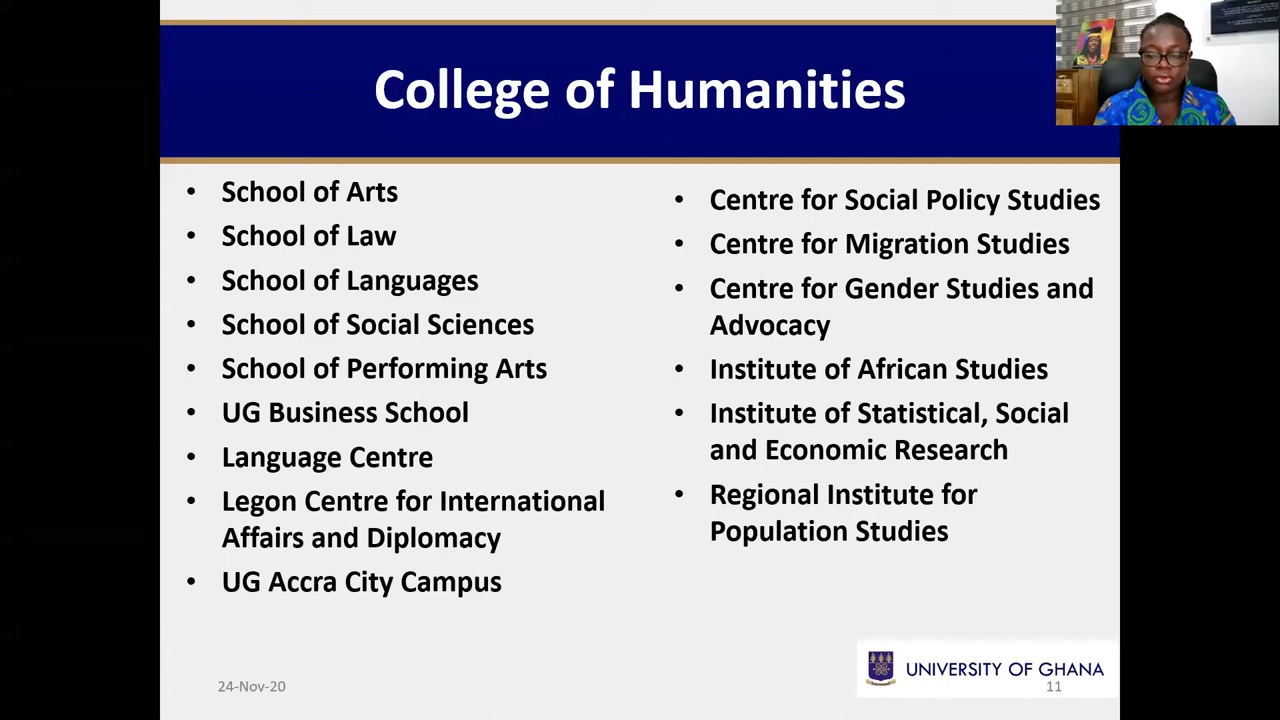 College of Humanities
• School of Arts
• School of Law
• School of Languages
• School of Social Sciences
• School of Performing Arts
• UG Business School
• Language Centre
• Legon Centre for International
Affairs and Diplomacy
• UG Accra City Campus
• Centre for Social Policy Studies
• Centre for Migration Studies
• Centre for Gender Studies and
Advocacy
• Institute of African Studies
• Institute of Statistical, Social
and Economic Research
• Regional Institute for
Population Studies
24-Nov-20
UNIVERSITY OF GHANA
11